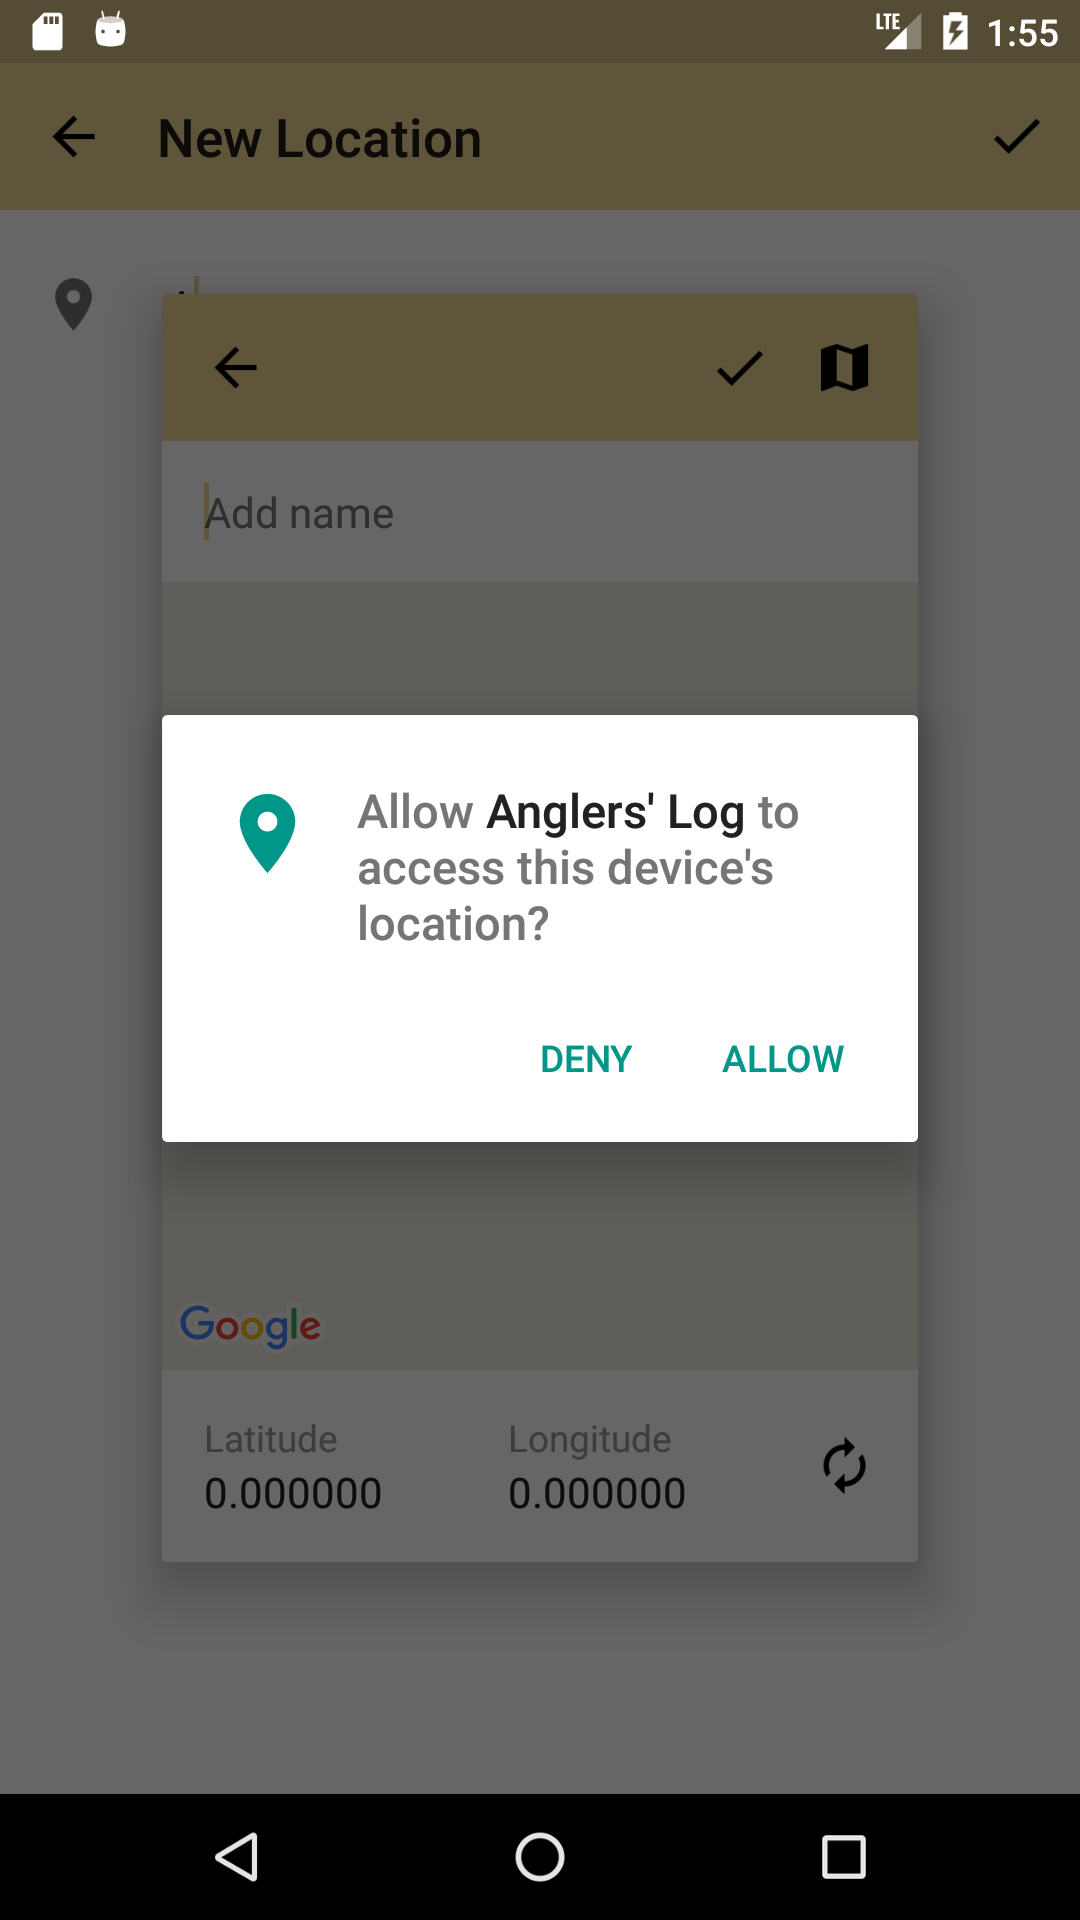 LTE 1:55
New Location
Add name
Allow Anglers' Log to
access this device's
location?
DENY ALLOW
Google
Latitude Longitude
0.000000 0.000000